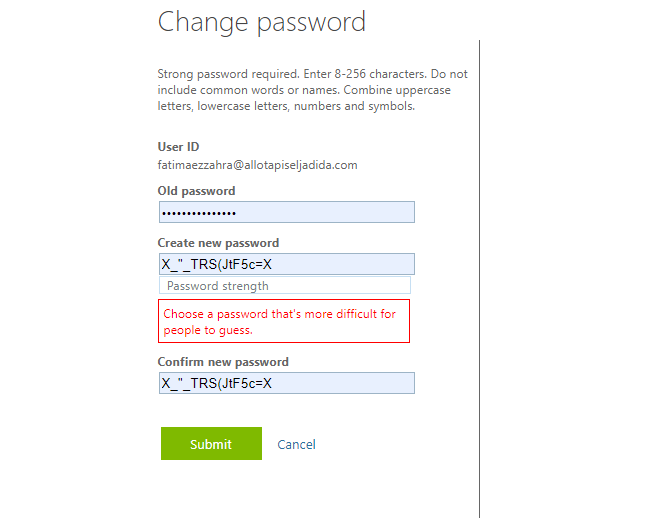 Change password
Strong password required. Enter 8-256 characters. Do not
include common words or names. Combine uppercase
letters, lowercase letters, numbers and symbols.
User ID
fatimaezzahra@allotapiseljadida.com
Old password
•••••••••••••••
Create new password
X_"_TRS(JtF5c=X
Password strength
Choose a password that's more difficult for
people to guess.
Confirm new password
X_"_TRS(JtF5c=X
Submit
Cancel